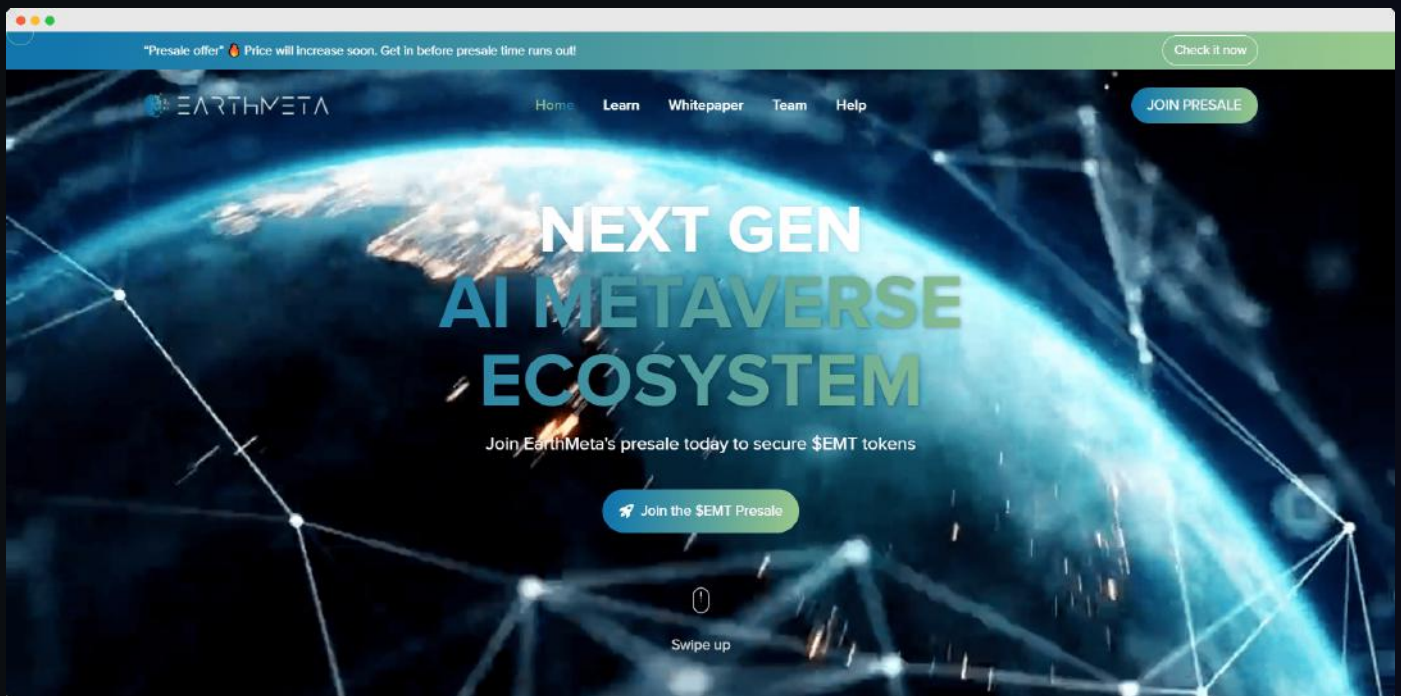 "Presale offer" 🔥 Price will increase soon. Get in before presale time runs out!
Check it now
EARTHMETA
Home Learn Whitepaper Team Help
JOIN PRESALE
NEXT GEN
AI METAVERSE
ECOSYSTEM
Join EarthMeta's presale today to secure $EMT tokens
Join the $EMT Presale
Swipe up